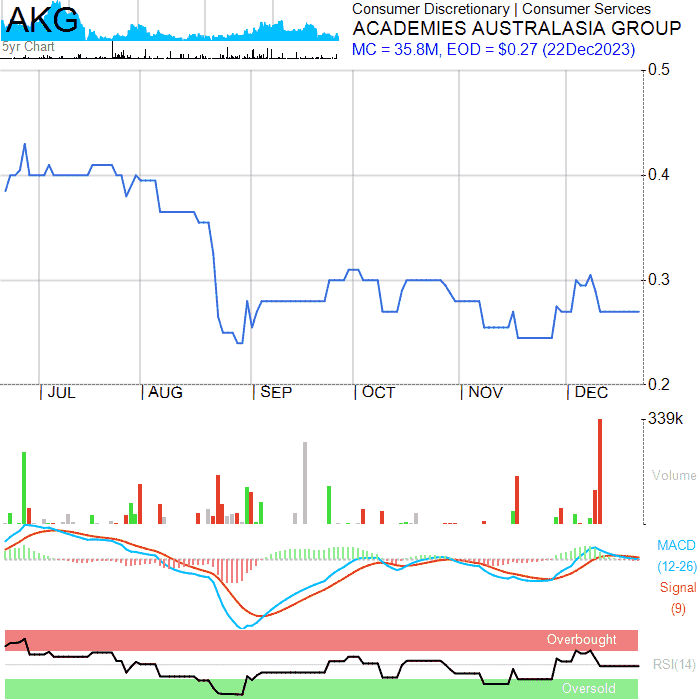 AKG
5yr Chart
Consumer Discretionary | Consumer Services
ACADEMIES AUSTRALASIA GROUP
MC = 35.8M, EOD = $0.27 (22Dec2023)
0.5
0.4
0.3
0.2
JUL AUG SEP OCT NOV DEC
339k
Volume
MACD
(12-26)
Signal
(9)
Overbought
RSI(14)
Oversold